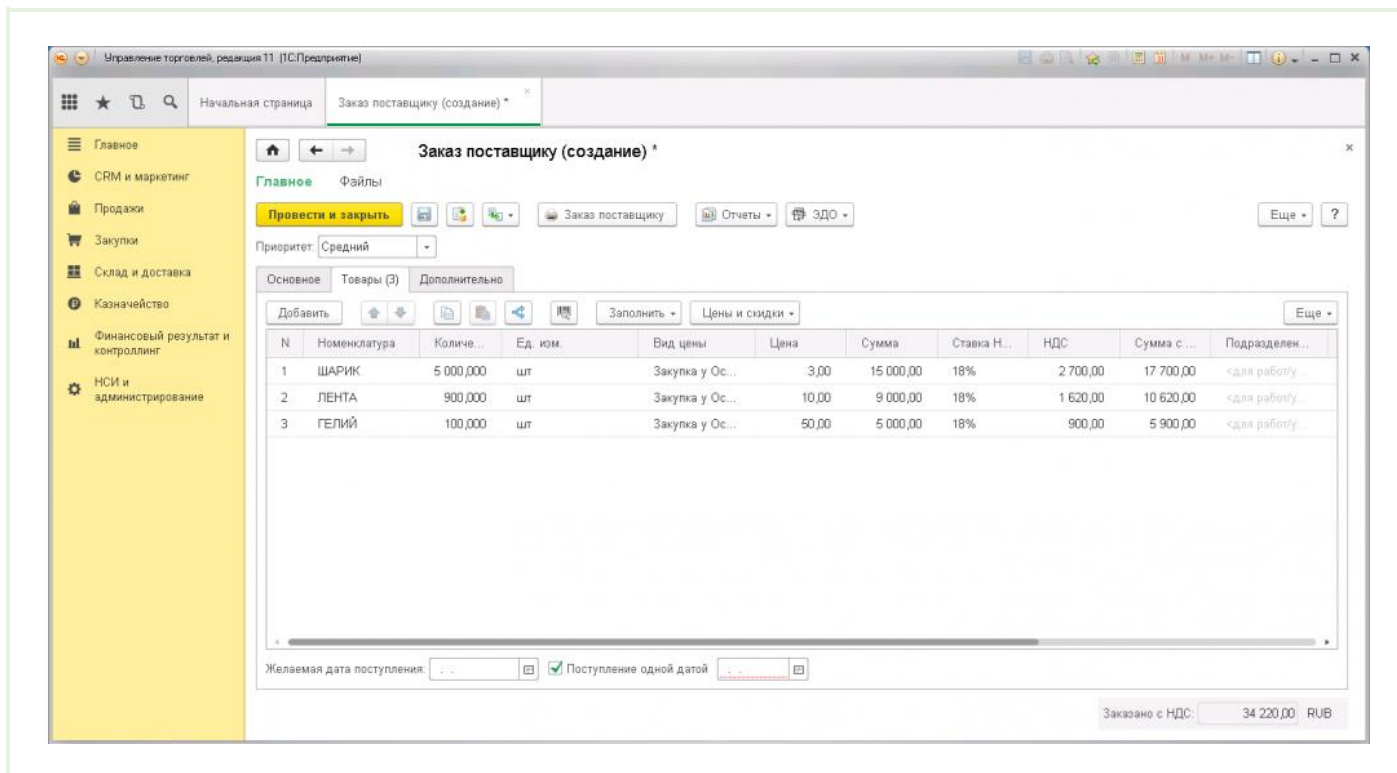 Управление торговлей, редакция 11 (1С:Предприятие)
M M+ M-
Начальная страница Заказ поставщику (создание) *
Главное
CRM и маркетинг
Продажи
Закупки
Склад и доставка
Казначейство
Финансовый результат и
контроллинг
НСИ и
администрирование
Заказ поставщику (создание) *
Главное Файлы
Провести и закрыть Заказ поставщику Отчеты ЭДО Еще ?
Приоритет: Средний
Основное Товары (3) Дополнительно
Добавить Заполнить Цены и скидки Еще
N Номенклатура Количе... Ед. изм. Вид цены Цена Сумма Ставка Н... НДС Сумма с ... Подразделен...
1 ШАРИК 5 000,000 шт Закупка у Ос... 3,00 15 000,00 18% 2 700,00 17 700,00 <для работ/у...
2 ЛЕНТА 900,000 шт Закупка у Ос... 10,00 9 000,00 18% 1 620,00 10 620,00 <для работ/у...
3 ГЕЛИЙ 100,000 шт Закупка у Ос... 50,00 5 000,00 18% 900,00 5 900,00 <для работ/у...
Желаемая дата поступления: . . Поступление одной датой . .
Заказано с НДС: 34 220,00 RUB